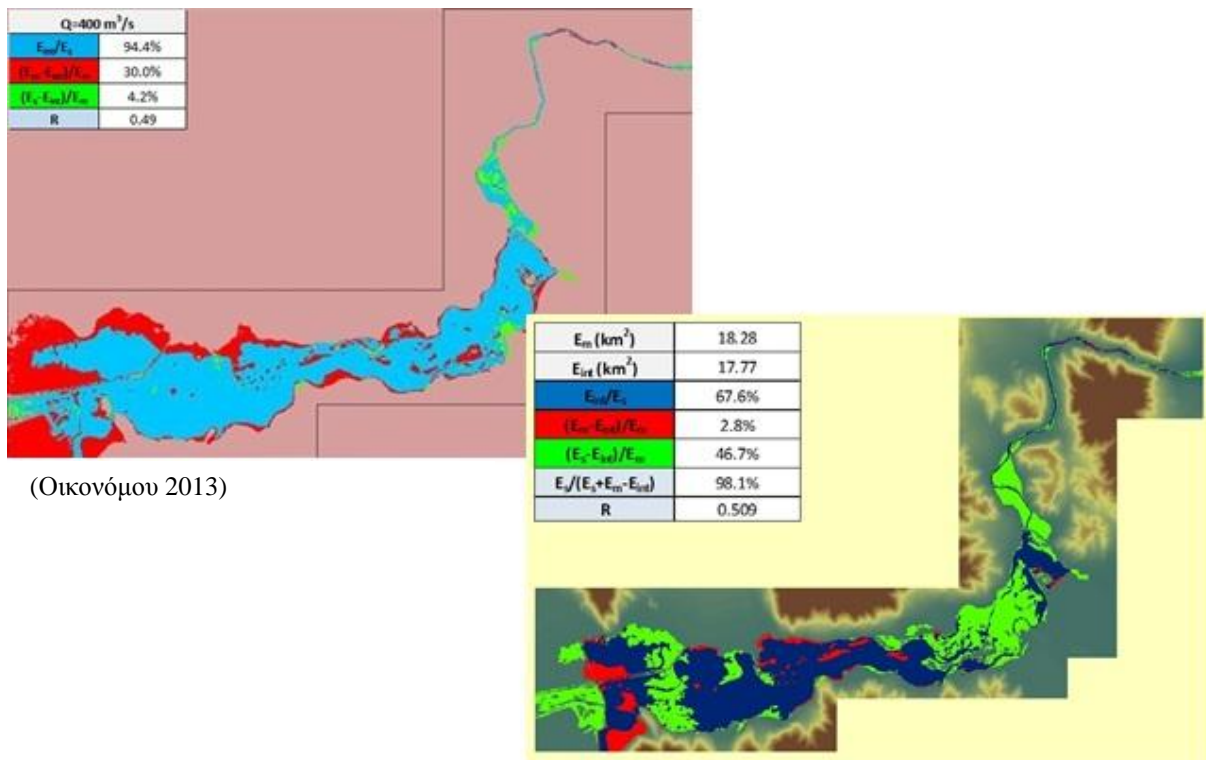 Q=400 m³/s
E_int/E_s 94.4%
(E_m-E_int)/E_m 30.0%
(E_s-E_int)/E_m 4.2%
R 0.49
(Οικονόμου 2013)
E_m (km²) 18.28
E_int (km²) 17.77
E_int/E_s 67.6%
(E_m-E_int)/E_m 2.8%
(E_s-E_int)/E_m 46.7%
E_s/(E_s+E_m-E_int) 98.1%
R 0.509